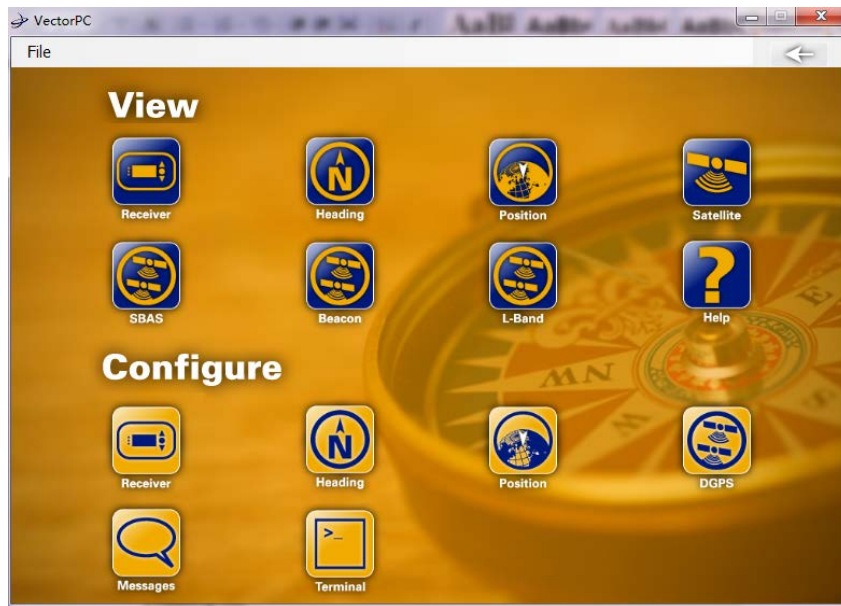 VectorPC
File
View
Receiver Heading Position Satellite
SBAS Beacon L-Band Help
Configure
Receiver Heading Position DGPS
Messages Terminal